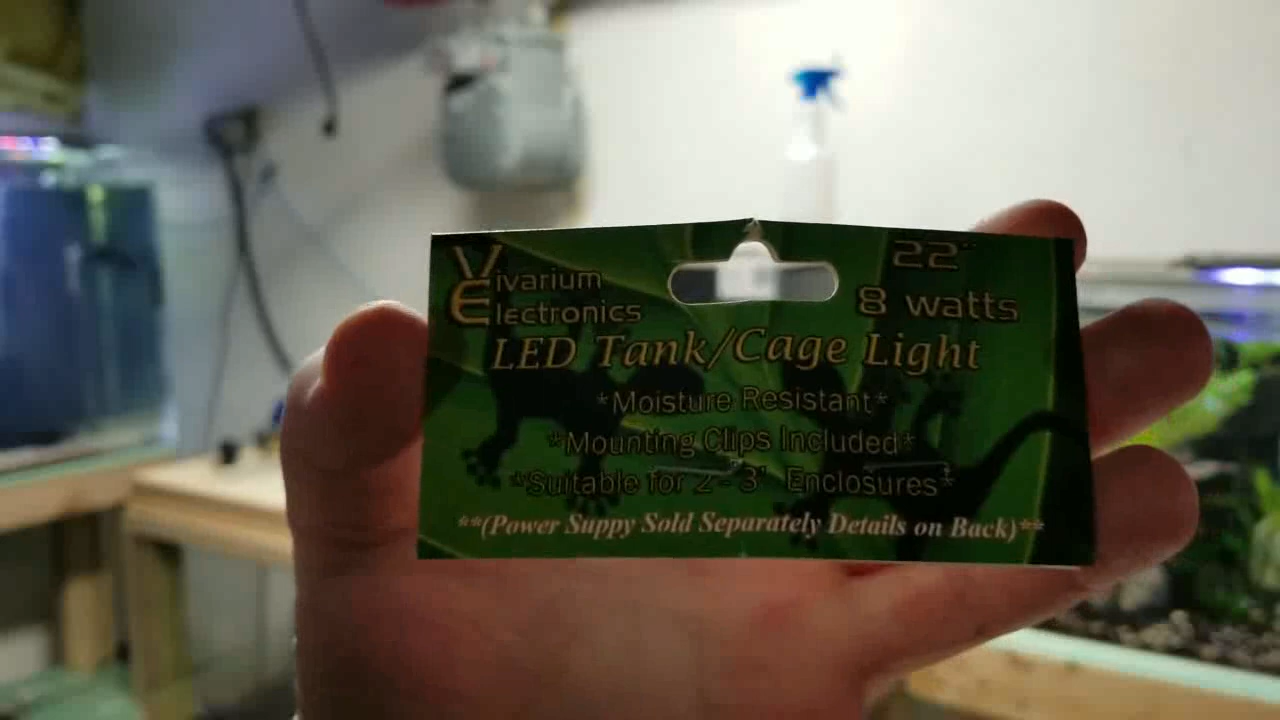 Vivarium
Electronics
22"
8 watts
LED Tank/Cage Light
*Moisture Resistant*
*Mounting Clips Included*
*Suitable for 2'- 3' Enclosures*
**(Power Suppy Sold Separately Details on Back)**